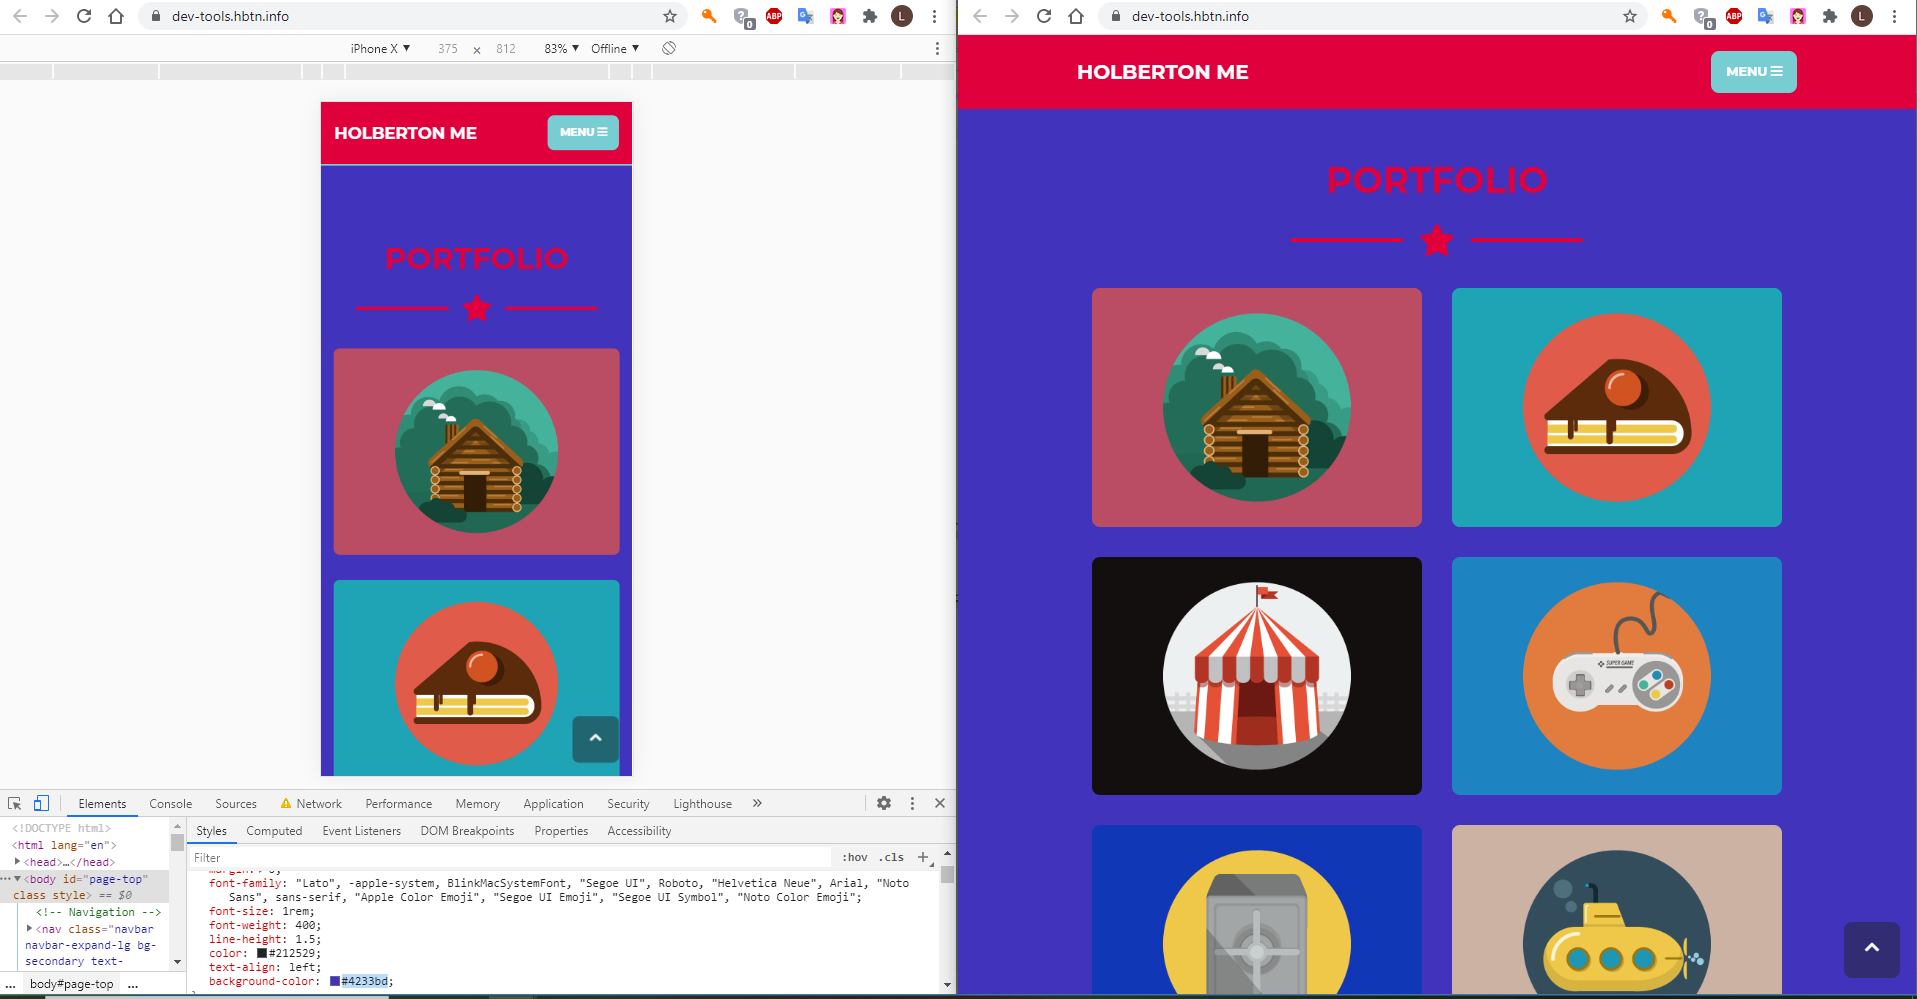 dev-tools.hbtn.info
0
ABP
L
iPhone X ▼ 375 × 812 83% ▼ Offline ▼
HOLBERTON ME
MENU
PORTFOLIO
Elements Console Sources Network Performance Memory Application Security Lighthouse »
<!DOCTYPE html>
<html lang="en">
<head>…</head>
<body id="page-top"
class style> == $0
<!-- Navigation -->
<nav class="navbar
navbar-expand-lg bg-
secondary text-
... body#page-top ...
Styles Computed Event Listeners DOM Breakpoints Properties Accessibility
Filter :hov .cls +
font-family: "Lato", -apple-system, BlinkMacSystemFont, "Segoe UI", Roboto, "Helvetica Neue", Arial, "Noto
Sans", sans-serif, "Apple Color Emoji", "Segoe UI Emoji", "Segoe UI Symbol", "Noto Color Emoji";
font-size: 1rem;
font-weight: 400;
line-height: 1.5;
color: #212529;
text-align: left;
background-color: #4233bd;
dev-tools.hbtn.info
0
ABP
L
HOLBERTON ME
MENU
PORTFOLIO
SUPER GAME